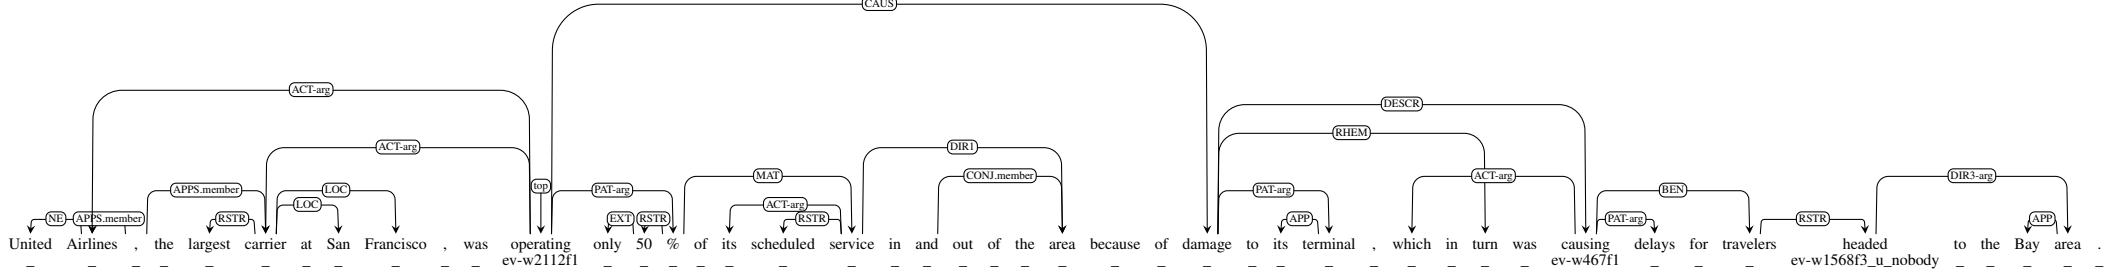 CAUS
ACT-arg
DESCR
RHEM
ACT-arg DIR1
top MAT CONJ.member ACT-arg DIR3-arg
APPS.member LOC PAT-arg PAT-arg BEN
LOC ACT-arg
NE APPS.member RSTR EXT RSTR RSTR APP PAT-arg RSTR APP
United Airlines , the largest carrier at San Francisco , was operating only 50 % of its scheduled service in and out of the area because of damage to its terminal , which in turn was causing delays for travelers headed to the Bay area .
_ _ _ _ _ _ _ _ _ _ _ ev-w2112f1 _ _ _ _ _ _ _ _ _ _ _ _ _ _ _ _ _ _ _ _ _ _ _ _ _ ev-w467f1 _ _ _ ev-w1568f3_u_nobody _ _ _ _ _